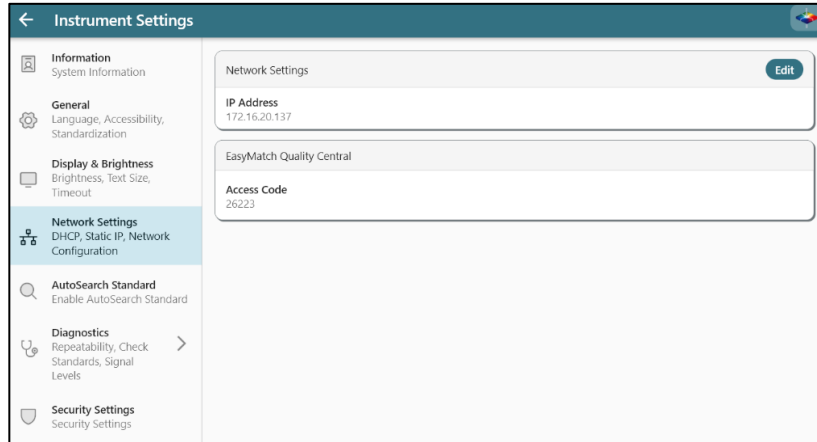 Instrument Settings
Information
System Information
General
Language, Accessibility,
Standardization
Display & Brightness
Brightness, Text Size,
Timeout
Network Settings
DHCP, Static IP, Network
Configuration
AutoSearch Standard
Enable AutoSearch Standard
Diagnostics
Repeatability, Check
Standards, Signal
Levels
Security Settings
Security Settings
Network Settings
Edit
IP Address
172.16.20.137
EasyMatch Quality Central
Access Code
26223